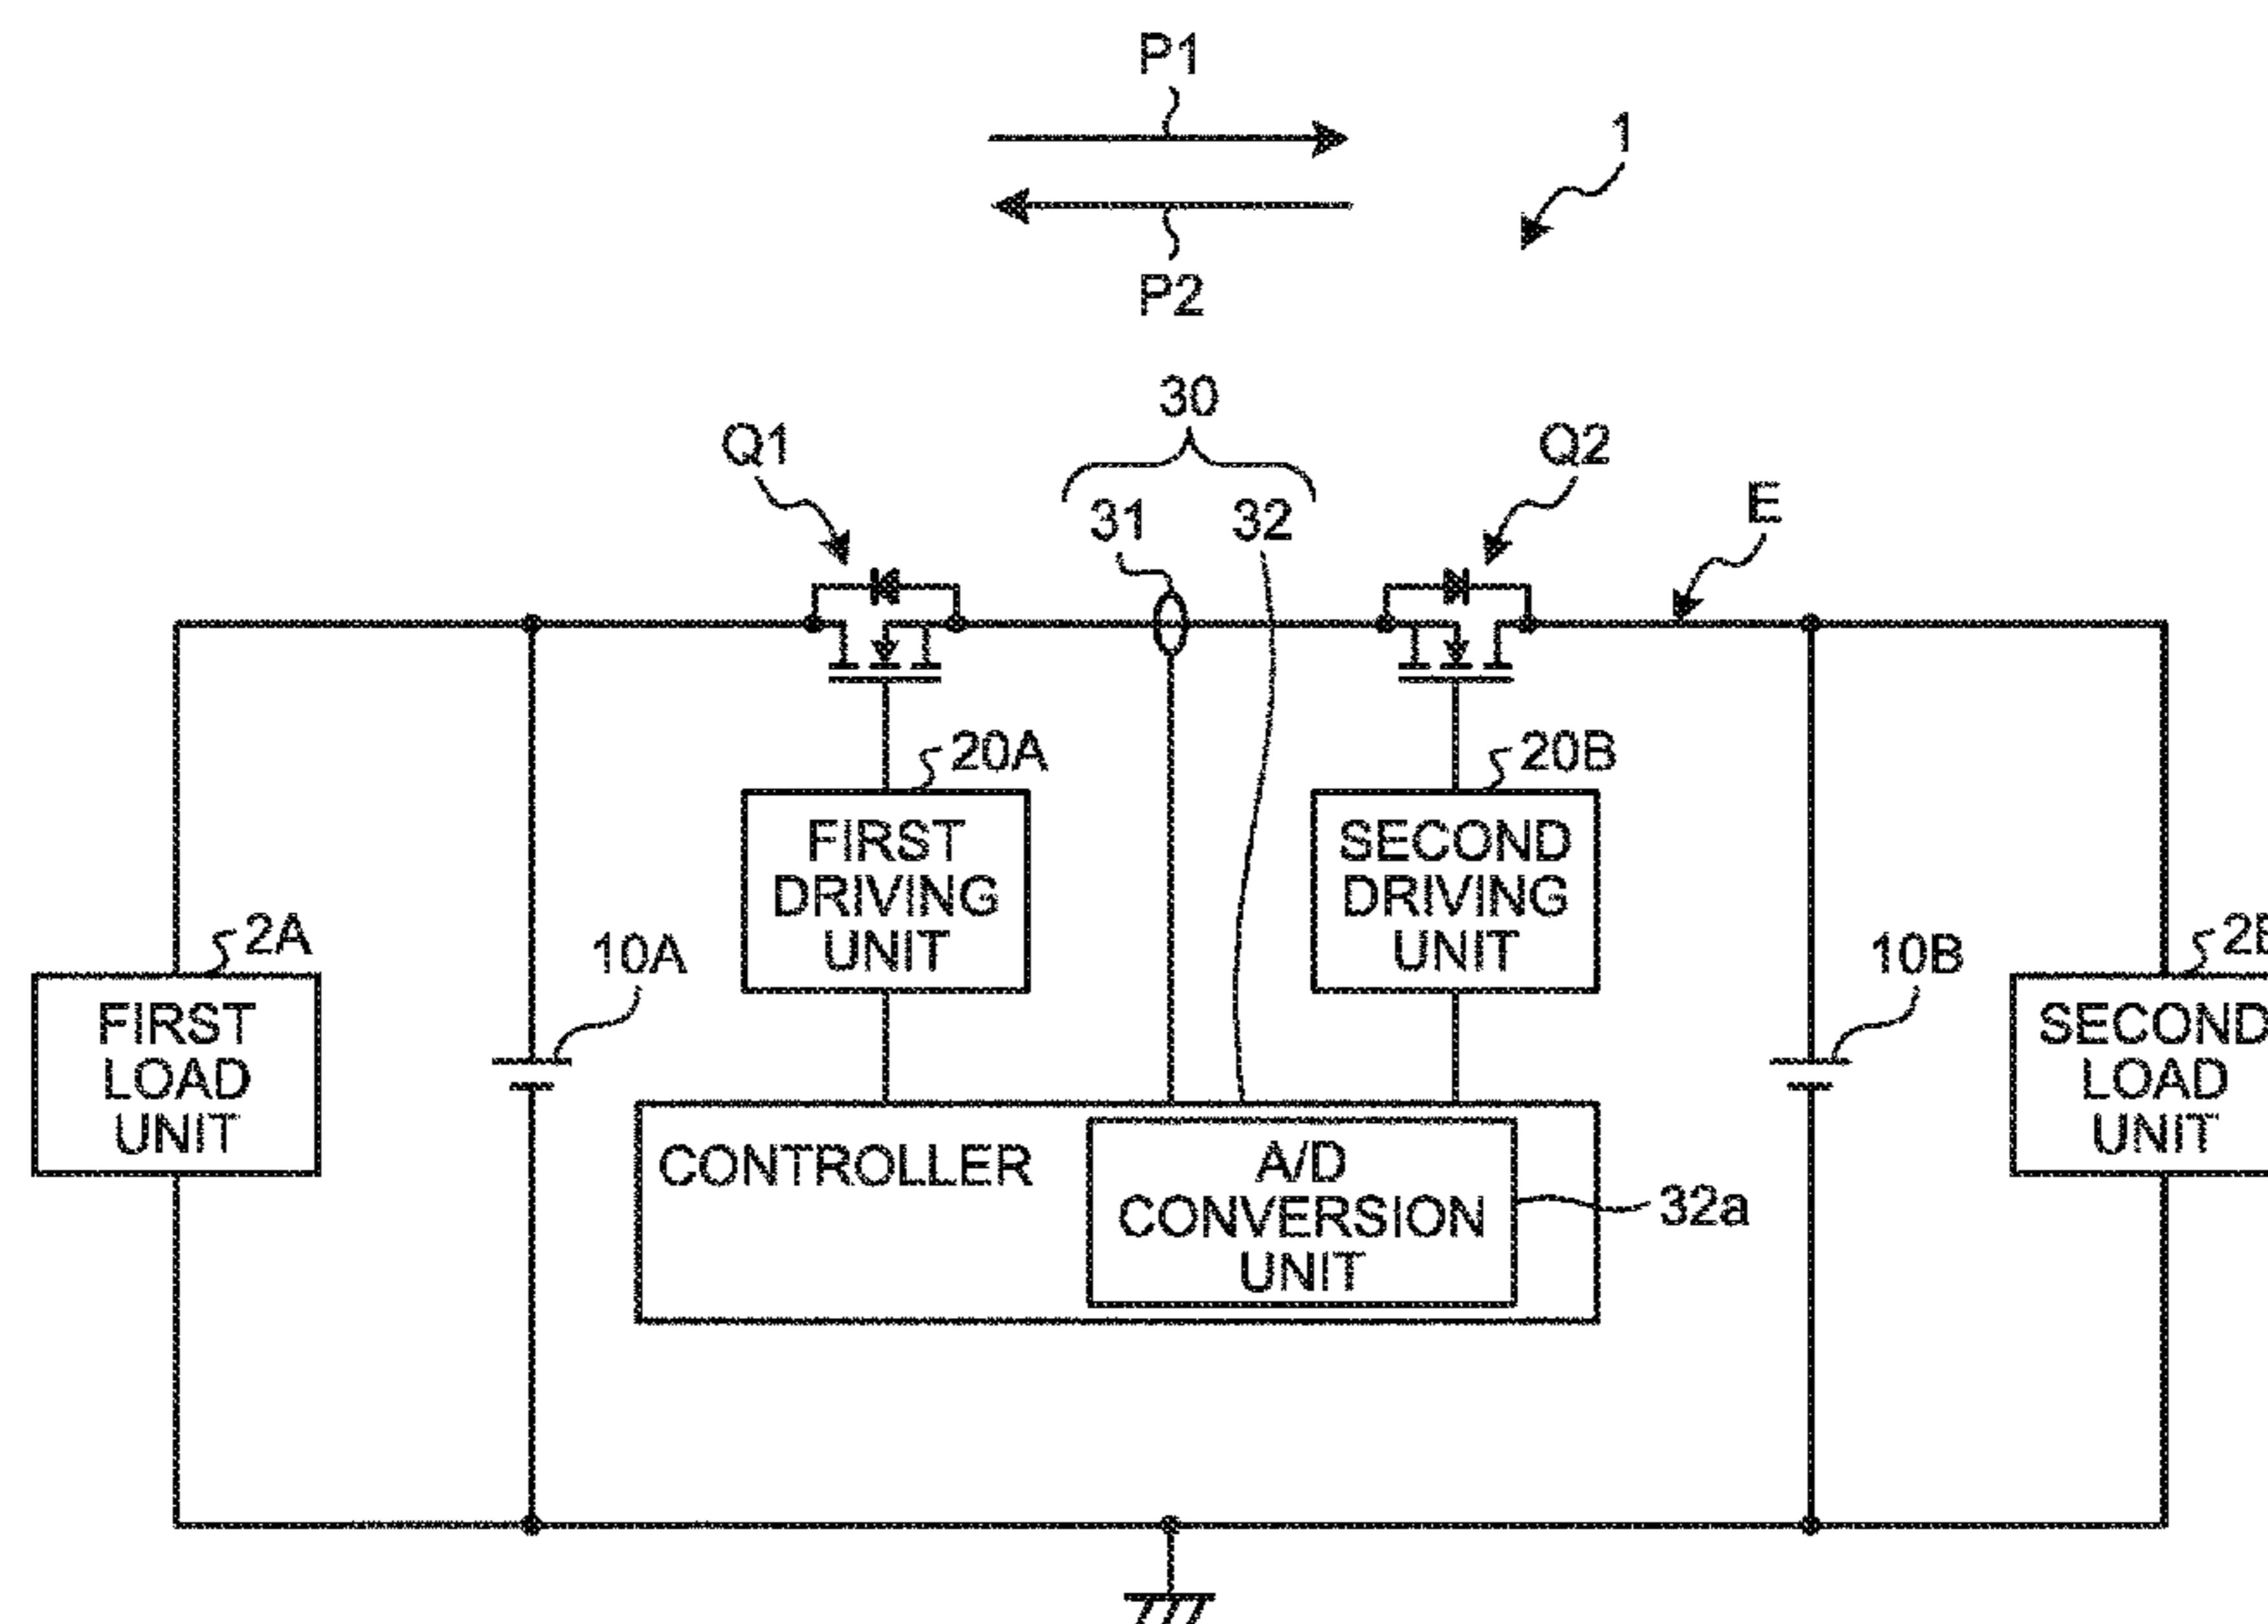 P1
1
P2
30
Q1
Q2
31
32
E
20A
20B
FIRST
DRIVING
UNIT
SECOND
DRIVING
UNIT
2A
10A
10B
FIRST
LOAD
UNIT
SECOND
LOAD
UNIT
CONTROLLER
A/D
CONVERSION
UNIT
32a